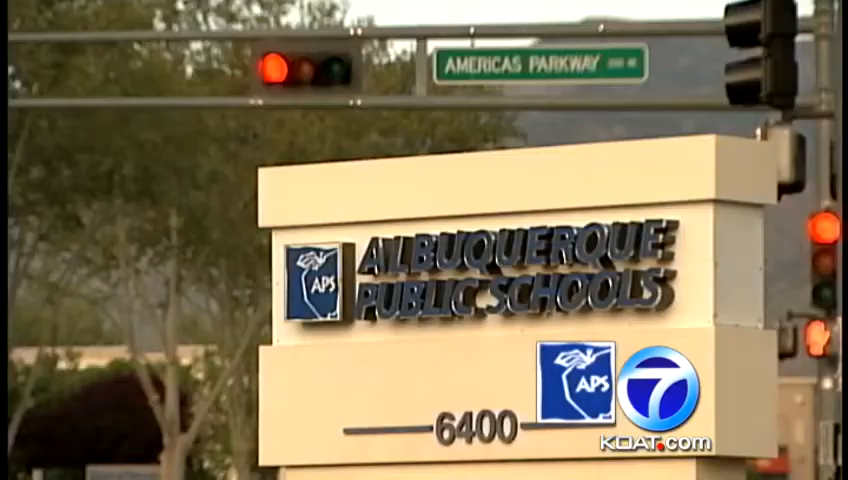 AMERICAS PARKWAY
ALBUQUERQUE
PUBLIC SCHOOLS
APS
APS
7
6400
KOAT.com